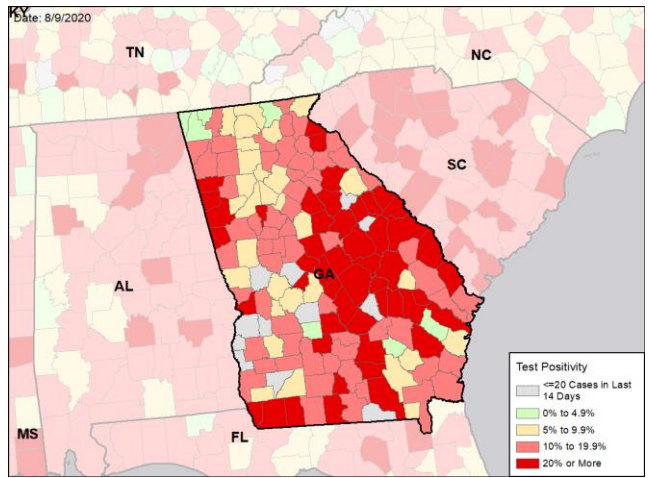 KY
Date: 8/9/2020
TN
NC
SC
AL
GA
MS
FL
Test Positivity
<=20 Cases in Last
14 Days
0% to 4.9%
5% to 9.9%
10% to 19.9%
20% or More